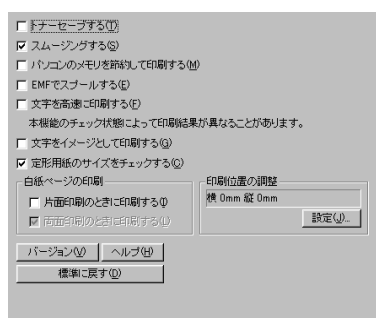 トナーセーブする(T)
スムージングする(S)
パソコンのメモリを節約して印刷する(M)
EMFでスプールする(E)
文字を高速に印刷する(F)
本機能のチェック状態によって印刷結果が異なることがあります。
文字をイメージとして印刷する(G)
定形用紙のサイズをチェックする(C)
白紙ページの印刷
片面印刷のときに印刷する(I)
両面印刷のときに印刷する(L)
印刷位置の調整
横 0mm 縦 0mm
設定(J)...
バージョン(V)
ヘルプ(H)
標準に戻す(D)